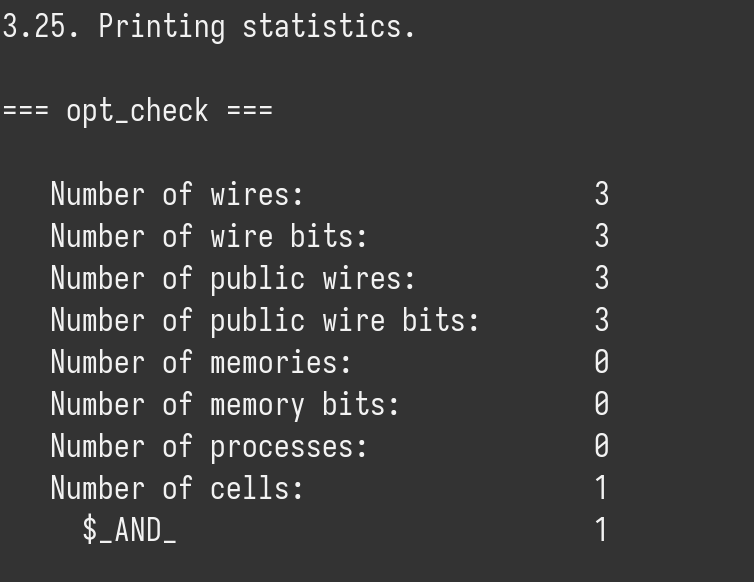 3.25. Printing statistics.
=== opt_check ===
Number of wires: 3
Number of wire bits: 3
Number of public wires: 3
Number of public wire bits: 3
Number of memories: 0
Number of memory bits: 0
Number of processes: 0
Number of cells: 1
$_AND_ 1